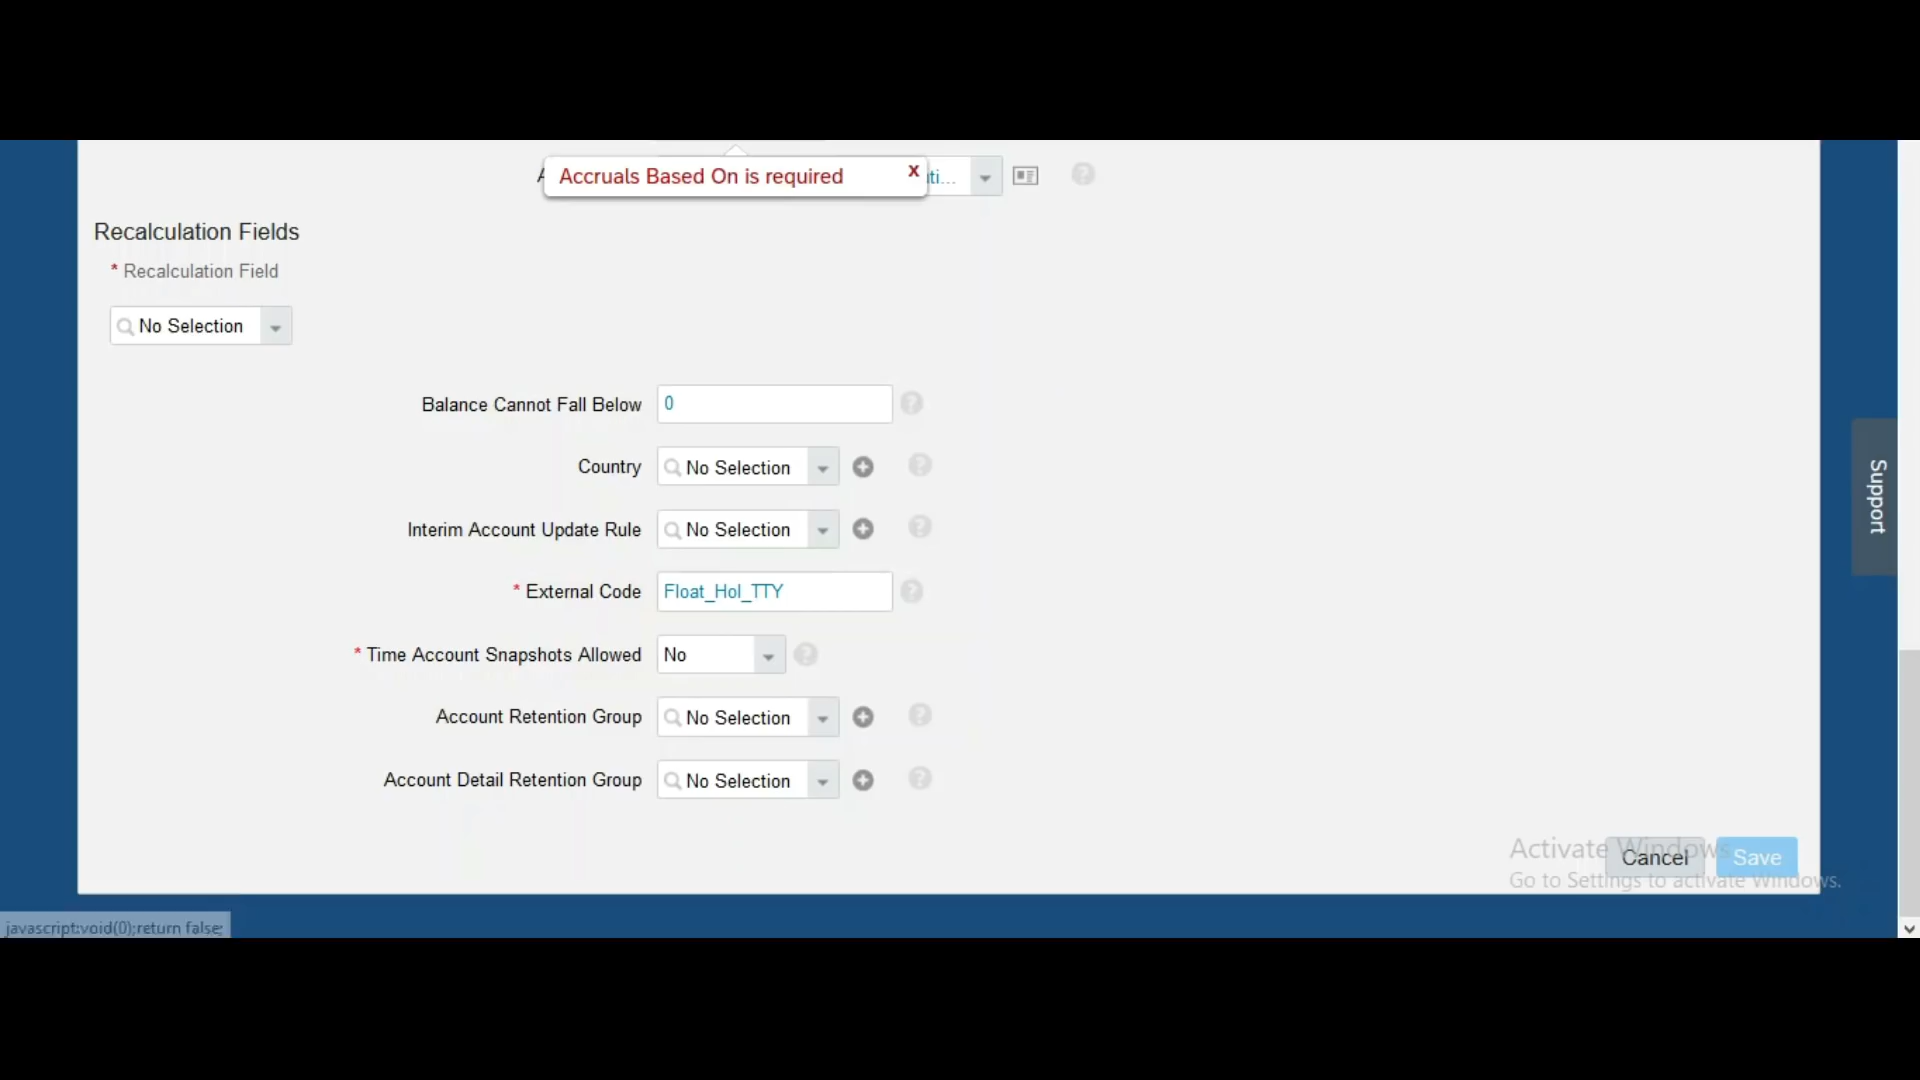 Accruals Based On is required x
ti...
Recalculation Fields
* Recalculation Field
No Selection
Balance Cannot Fall Below 0
Country No Selection
Interim Account Update Rule No Selection
* External Code Float_Hol_TTY
* Time Account Snapshots Allowed No
Account Retention Group No Selection
Account Detail Retention Group No Selection
Support
Activate Windows
Cancel Save
Go to Settings to activate Windows.
javascript:void(0);return false;